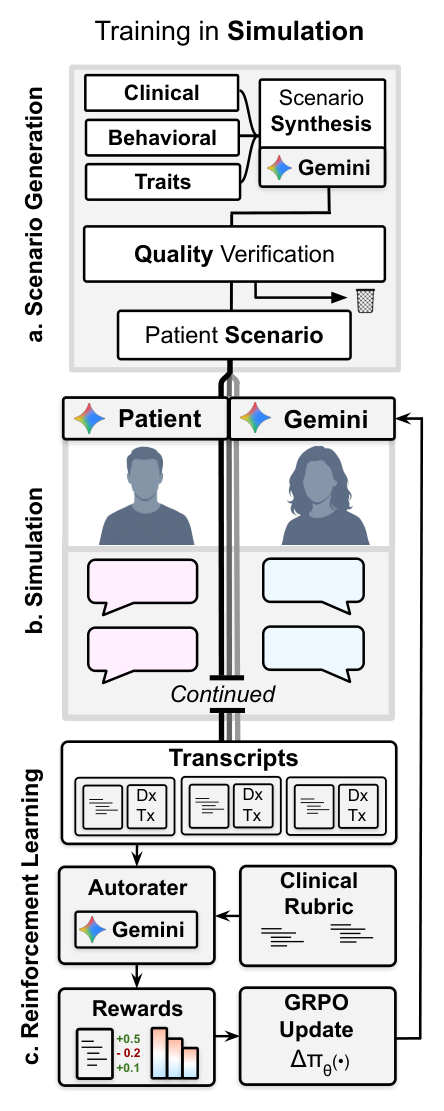 Training in Simulation
a. Scenario Generation
Clinical
Behavioral
Traits
Scenario
Synthesis
Gemini
Quality Verification
Patient Scenario
b. Simulation
Patient
Gemini
Continued
c. Reinforcement Learning
Transcripts
Dx
Tx
Dx
Tx
Dx
Tx
Autorater
Gemini
Clinical
Rubric
Rewards
+0.5
- 0.2
+0.1
GRPO
Update
Δπθ(•)